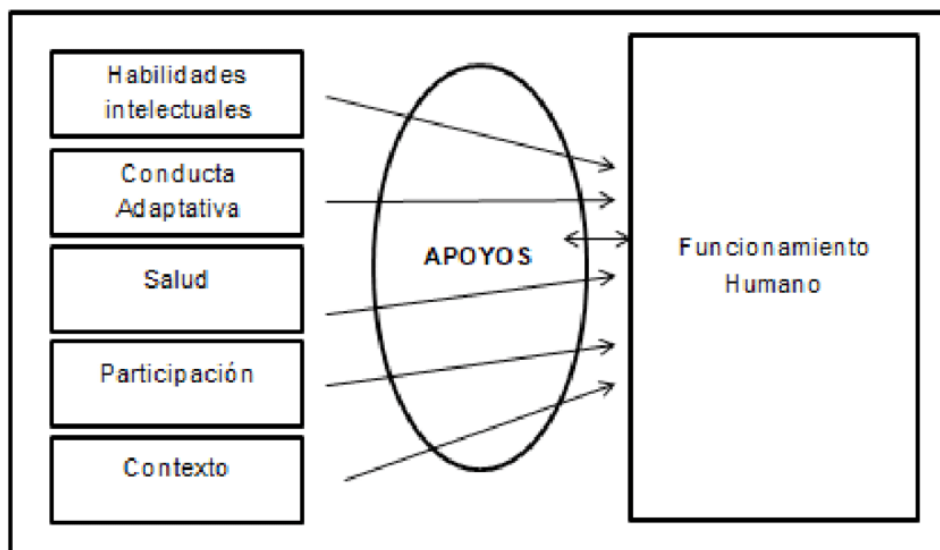 Habilidades
intelectuales
Conducta
Adaptativa
Salud
Participación
Contexto
APOYOS
Funcionamiento
Humano